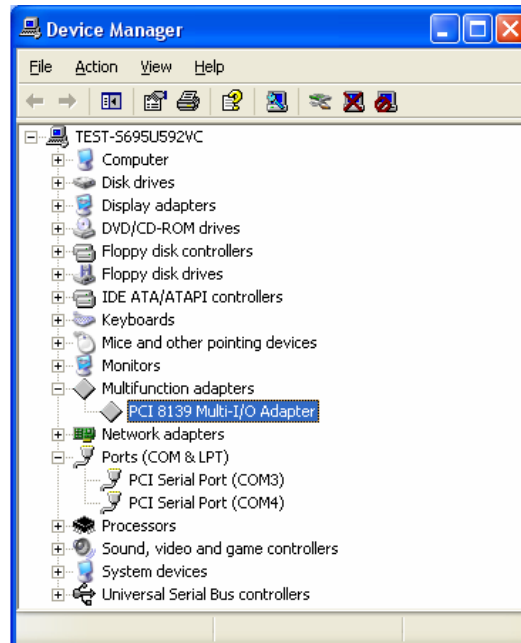 Device Manager
File Action View Help
TEST-S695U592VC
Computer
Disk drives
Display adapters
DVD/CD-ROM drives
Floppy disk controllers
Floppy disk drives
IDE ATA/ATAPI controllers
Keyboards
Mice and other pointing devices
Monitors
Multifunction adapters
PCI 8139 Multi-I/O Adapter
Network adapters
Ports (COM & LPT)
PCI Serial Port (COM3)
PCI Serial Port (COM4)
Processors
Sound, video and game controllers
System devices
Universal Serial Bus controllers